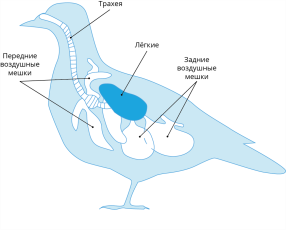 Трахея
Лёгкие
Передние
воздушные
мешки
Задние
воздушные
мешки